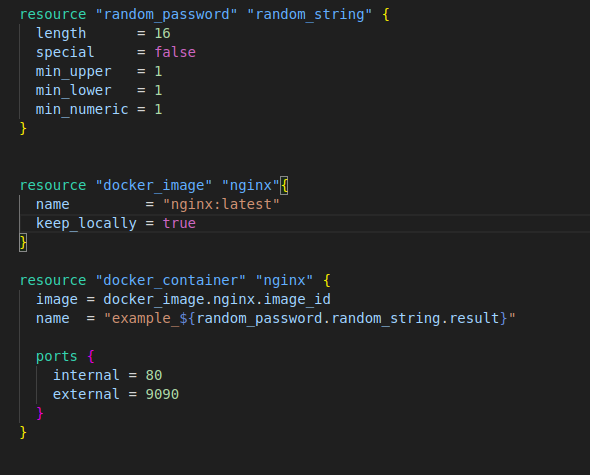 resource "random_password" "random_string" {
  length      = 16
  special     = false
  min_upper   = 1
  min_lower   = 1
  min_numeric = 1
}
resource "docker_image" "nginx"{
  name         = "nginx:latest"
  keep_locally = true
}
resource "docker_container" "nginx" {
  image = docker_image.nginx.image_id
  name  = "example_${random_password.random_string.result}"
  ports {
    internal = 80
    external = 9090
  }
}